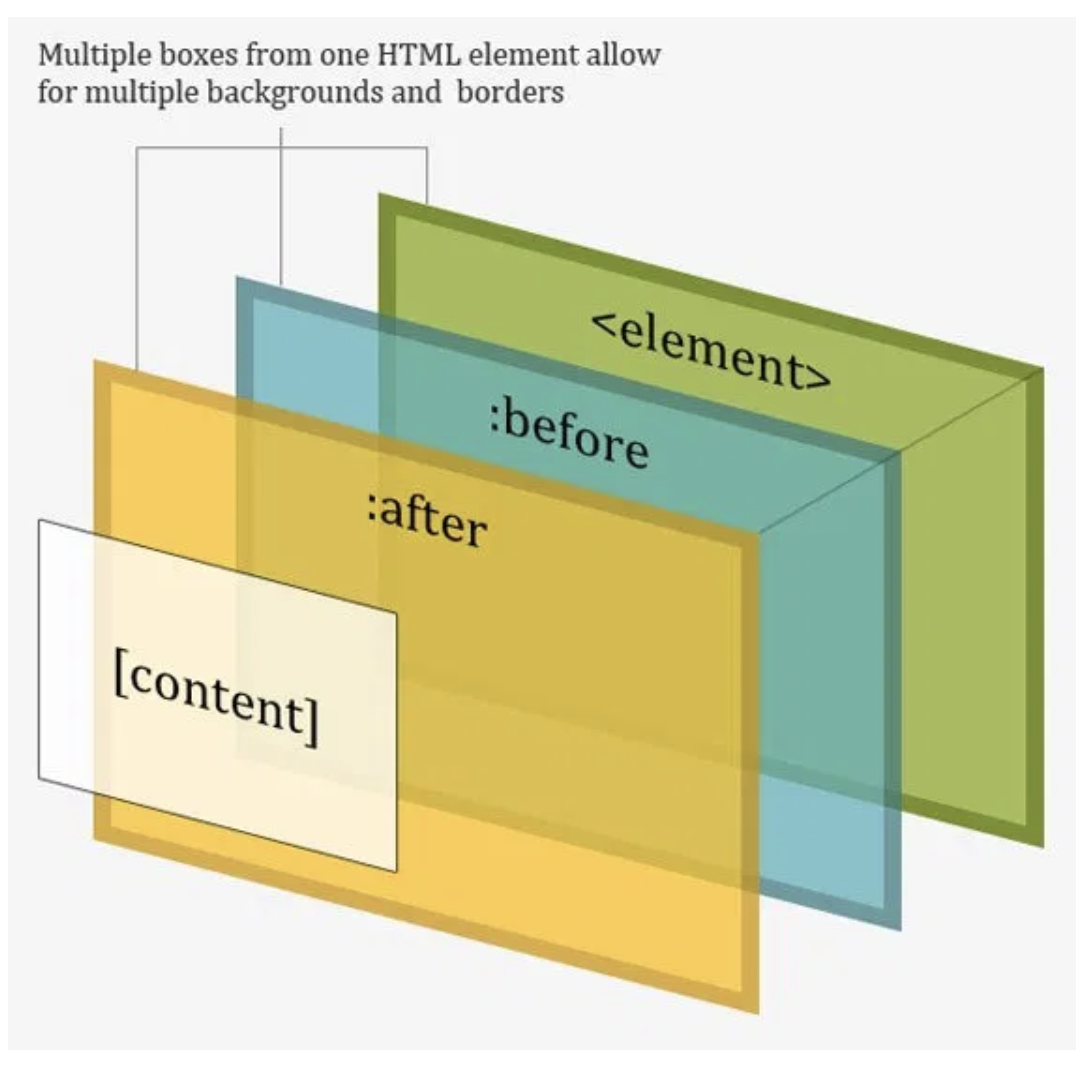 Multiple boxes from one HTML element allow
for multiple backgrounds and  borders
<element>
:before
:after
[content]